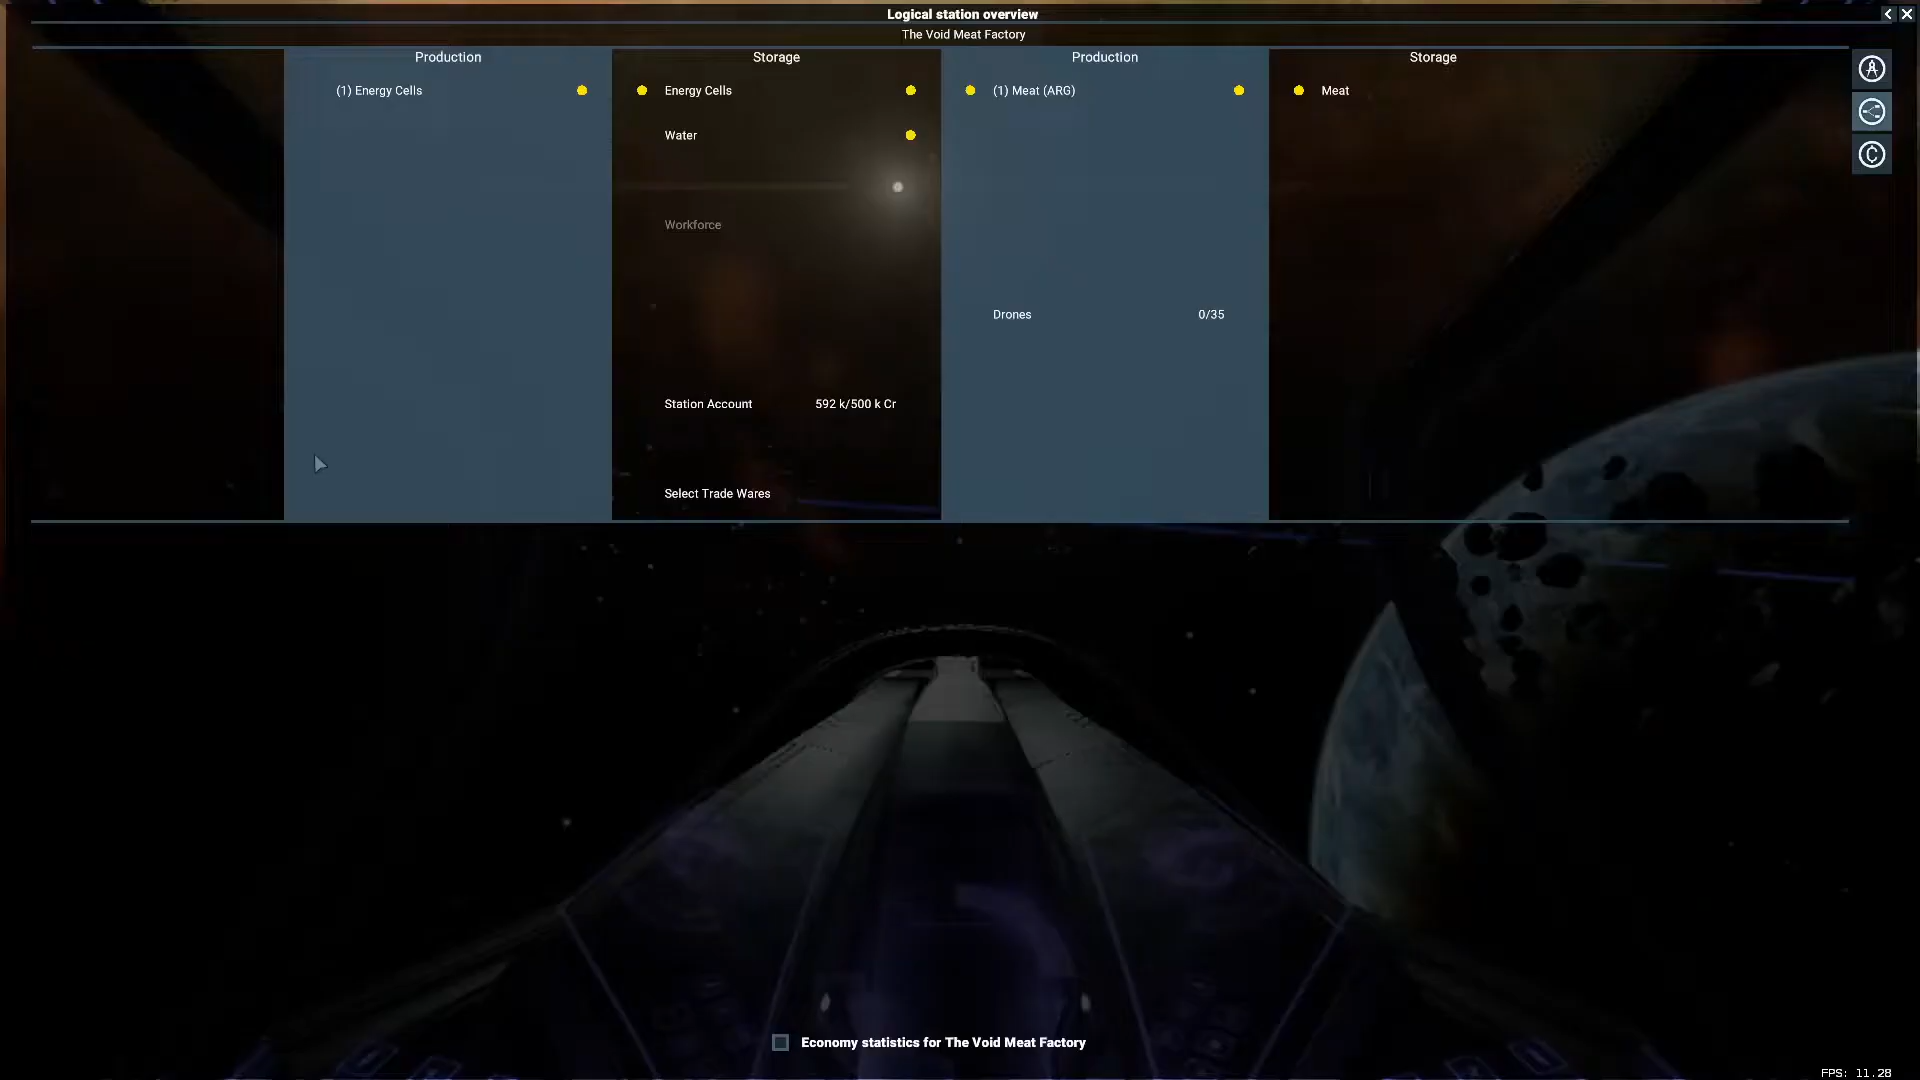 Logical station overview
The Void Meat Factory
Production
Storage
Production
Storage
(1) Energy Cells
Energy Cells
(1) Meat (ARG)
Meat
Water
Workforce
Drones
0/35
Station Account
592 k/500 k Cr
Select Trade Wares
Economy statistics for The Void Meat Factory
FPS: 11.28